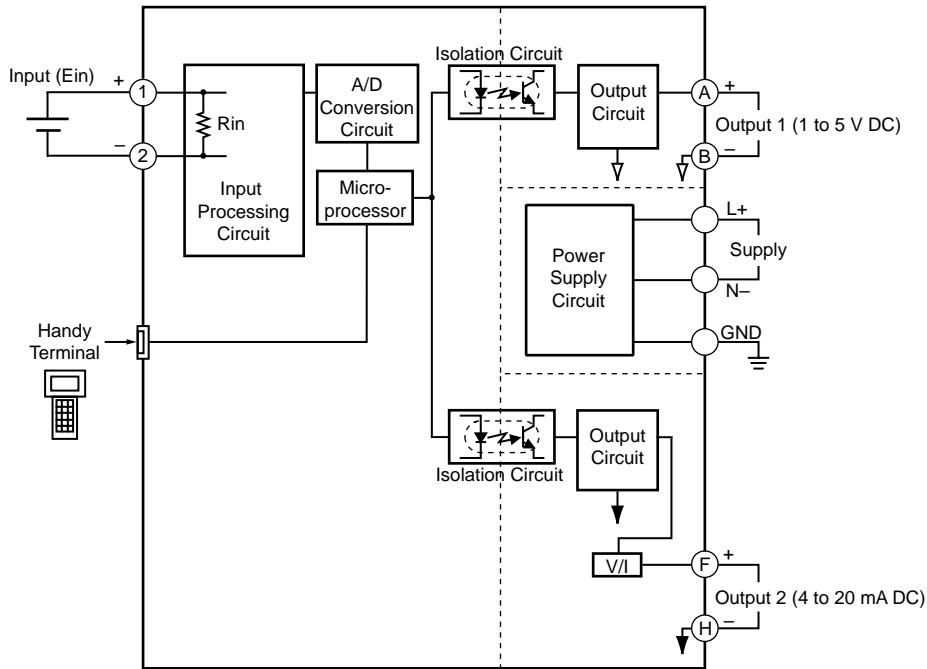 Isolation Circuit
Input (Ein)
+
1
−
2
Rin
Input
Processing
Circuit
A/D
Conversion
Circuit
Micro-
processor
Output
Circuit
A
+
Output 1 (1 to 5 V DC)
B
−
Power
Supply
Circuit
L+
Supply
N−
GND
Handy
Terminal
Output
Circuit
Isolation Circuit
V/I
F
+
Output 2 (4 to 20 mA DC)
H
−